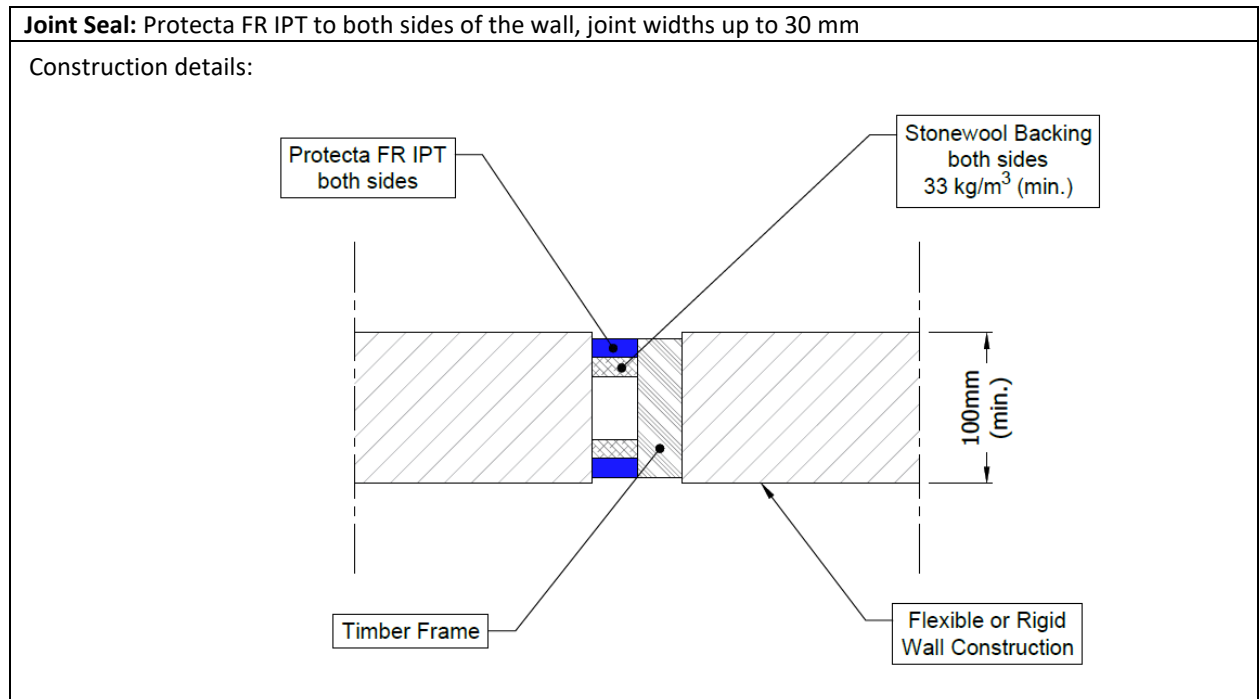 Joint Seal: Protecta FR IPT to both sides of the wall, joint widths up to 30 mm
Construction details:
Protecta FR IPT
both sides
Stonewool Backing
both sides
33 kg/m³ (min.)
100mm
(min.)
Timber Frame
Flexible or Rigid
Wall Construction